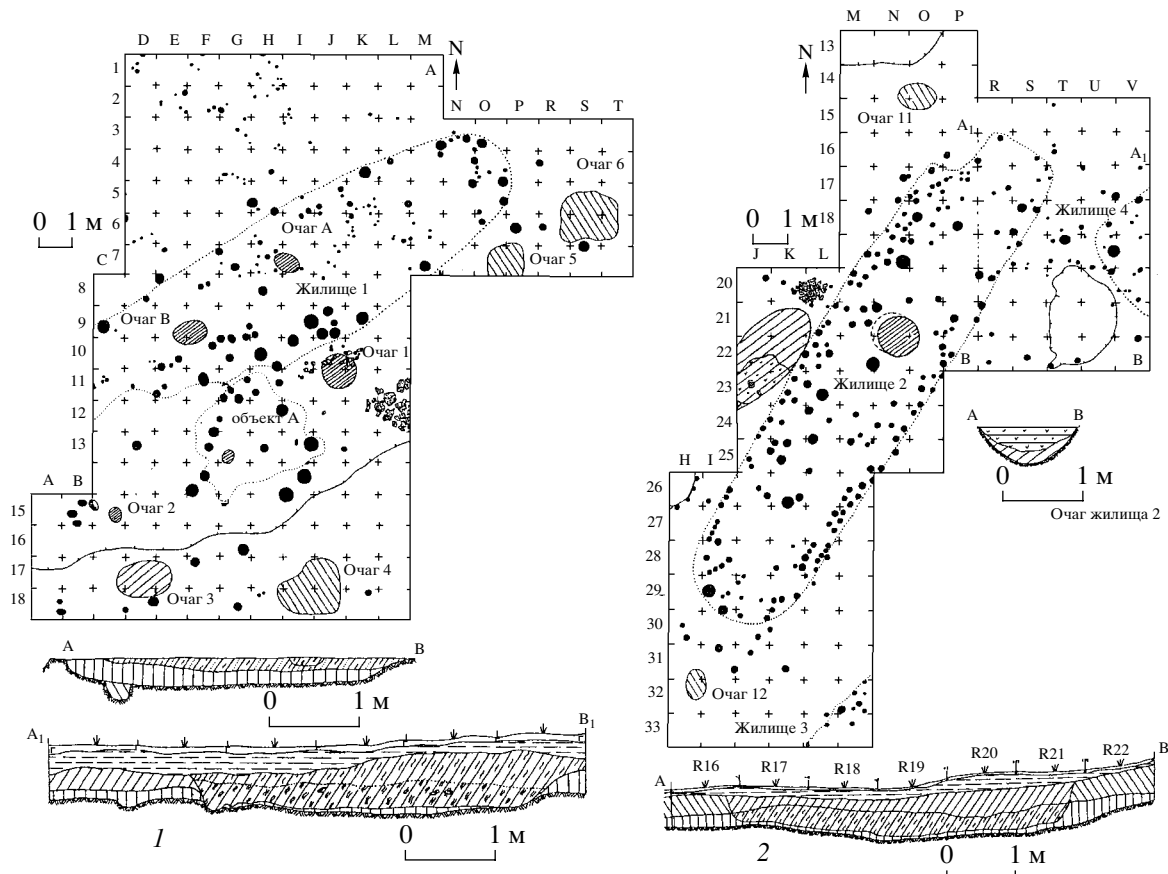 D E F G H I J K L M
N
A
1
2
3
4
5
6
7
N O P R S T
Очаг 6
Очаг А
Очаг 5
0 1 м
C
8
9
10
11
12
13
14
Жилище 1
Очаг В
Очаг 1
объект А
A B
15
16
17
18
Очаг 2
Очаг 3
Очаг 4
A B
0 1 м
A1 B1
1
0 1 м
M N O P
13
14
15
16
17
18
N
Очаг 11
R S T U V
A1
A1
0 1 м
Жилище 4
J K L
20
21
22
23
24
25
Жилище 2
B B
A B
0 1 м
Очаг жилища 2
H I
26
27
28
29
30
31
32
33
Очаг 12
Жилище 3
A R16 R17 R18 R19 R20 R21 R22 B
2
0 1 м